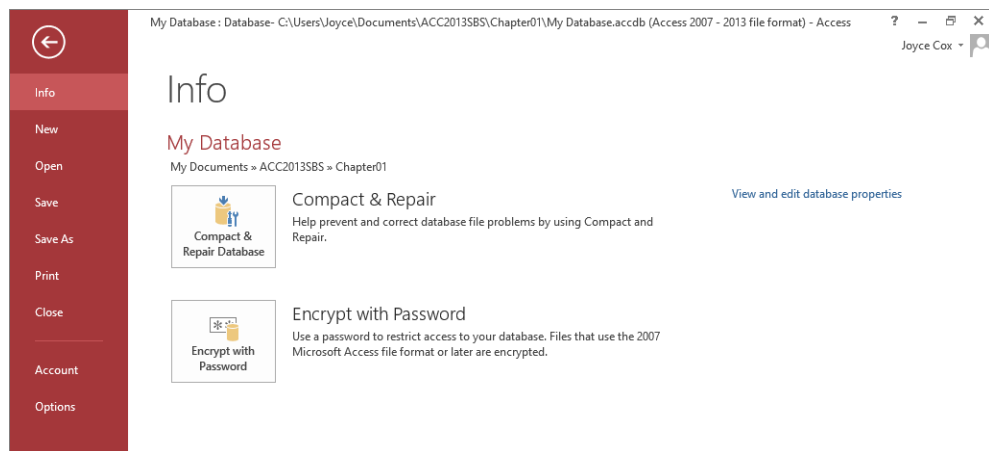 My Database : Database- C:\Users\Joyce\Documents\ACC2013SBS\Chapter01\My Database.accdb (Access 2007 - 2013 file format) - Access
?
Joyce Cox
Info
New
Open
Save
Save As
Print
Close
Account
Options
Info
My Database
My Documents » ACC2013SBS » Chapter01
Compact &
Repair Database
Compact & Repair
Help prevent and correct database file problems by using Compact and
Repair.
View and edit database properties
Encrypt with
Password
Encrypt with Password
Use a password to restrict access to your database. Files that use the 2007
Microsoft Access file format or later are encrypted.